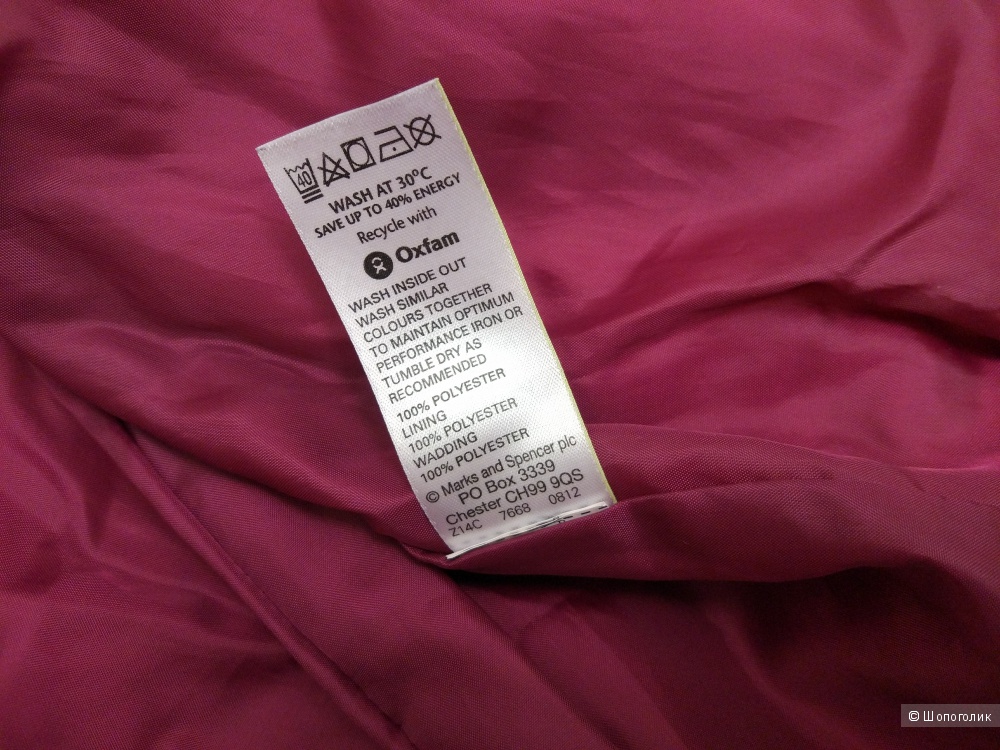 40
WASH AT 30°C
SAVE UP TO 40% ENERGY
Recycle with
Oxfam
WASH INSIDE OUT
WASH SIMILAR
COLOURS TOGETHER
TO MAINTAIN OPTIMUM
PERFORMANCE IRON OR
TUMBLE DRY AS
RECOMMENDED
100% POLYESTER
LINING
100% POLYESTER
WADDING
100% POLYESTER
© Marks and Spencer plc
PO Box 3339
Chester CH99 9QS
Z14C 7668 0812
© Шопоголик